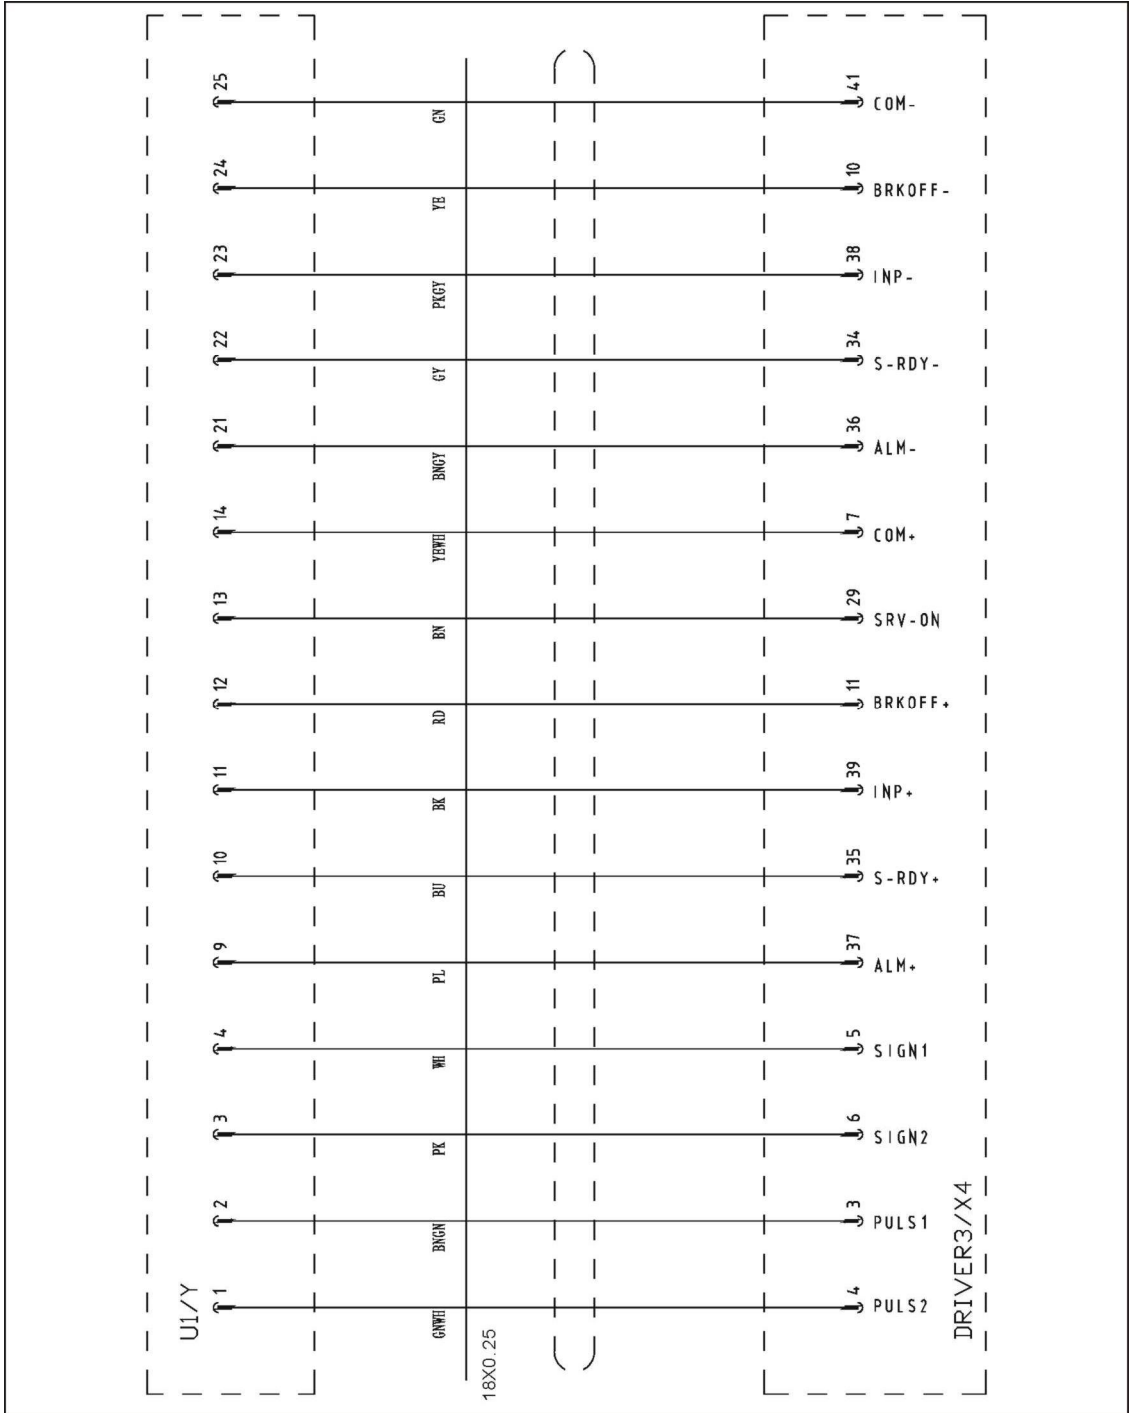 25 GN 41 COM-
24 YE 10 BRKOFF-
23 PKGY 38 INP-
22 GY 34 S-RDY-
21 BNGY 36 ALM-
14 YEWH 7 COM+
13 BN 29 SRV-ON
12 RD 11 BRKOFF+
11 BK 39 INP+
10 BU 35 S-RDY+
9 PL 37 ALM+
4 WH 5 SIGN1
3 PK 6 SIGN2
2 BNGN 3 PULS1
1 GNWH 4 PULS2
U1/Y
18X0.25
DRIVER3/X4